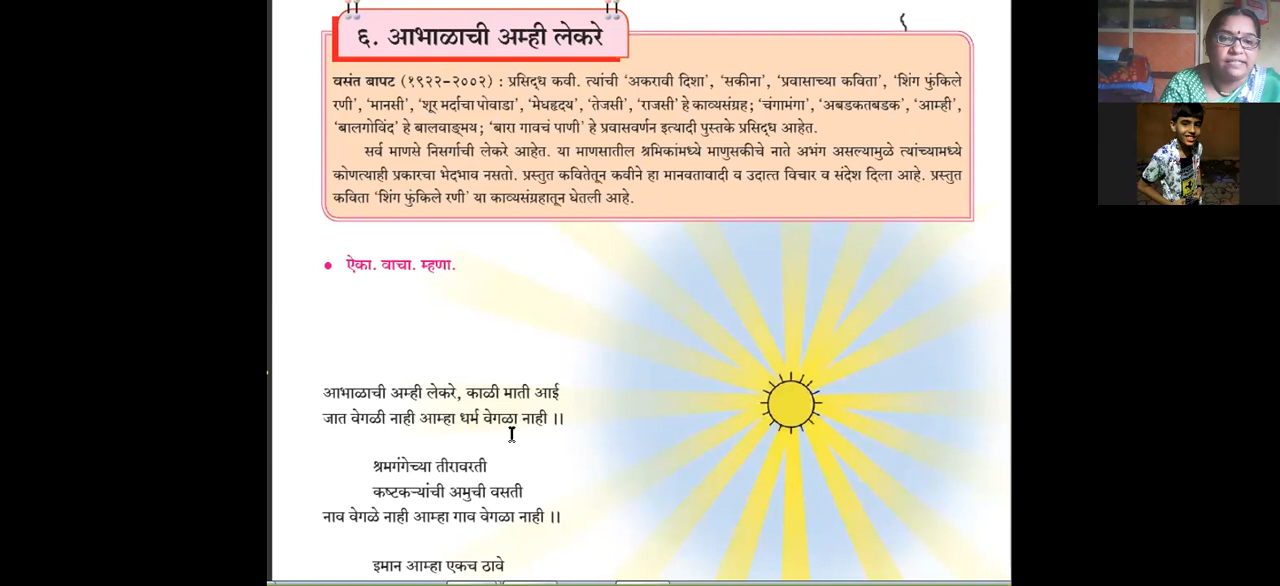 ६. आभाळाची अम्ही लेकरे
वसंत बापट (१९२२-२००२) : प्रसिद्ध कवी. त्यांची ‘अकरावी दिशा’, ‘सकीना’, ‘प्रवासाच्या कविता’, ‘शिंग फुंकिले
रणी’, ‘मानसी’, ‘शूर मर्दाचा पोवाडा’, ‘मेघहृदय’, ‘तेजसी’, ‘राजसी’ हे काव्यसंग्रह; ‘चंगामंगा’, ‘अबडकतबडक’, ‘आम्ही’,
‘बालगोविंद’ हे बालवाङ्मय; ‘बारा गावचं पाणी’ हे प्रवासवर्णन इत्यादी पुस्तके प्रसिद्ध आहेत.
सर्व माणसे निसर्गाची लेकरे आहेत. या माणसातील श्रमिकांमध्ये माणुसकीचे नाते अभंग असल्यामुळे त्यांच्यामध्ये
कोणत्याही प्रकारचा भेदभाव नसतो. प्रस्तुत कवितेतून कवीने हा मानवतावादी व उदात्त विचार व संदेश दिला आहे. प्रस्तुत
कविता ‘शिंग फुंकिले रणी’ या काव्यसंग्रहातून घेतली आहे.
• ऐका. वाचा. म्हणा.
आभाळाची अम्ही लेकरे, काळी माती आई
जात वेगळी नाही आम्हा धर्म वेगळा नाही ।।
श्रमगंगेच्या तीरावरती
कष्टकऱ्यांची अमुची वसती
नाव वेगळे नाही आम्हा गाव वेगळा नाही ।।
इमान आम्हा एकच ठावे